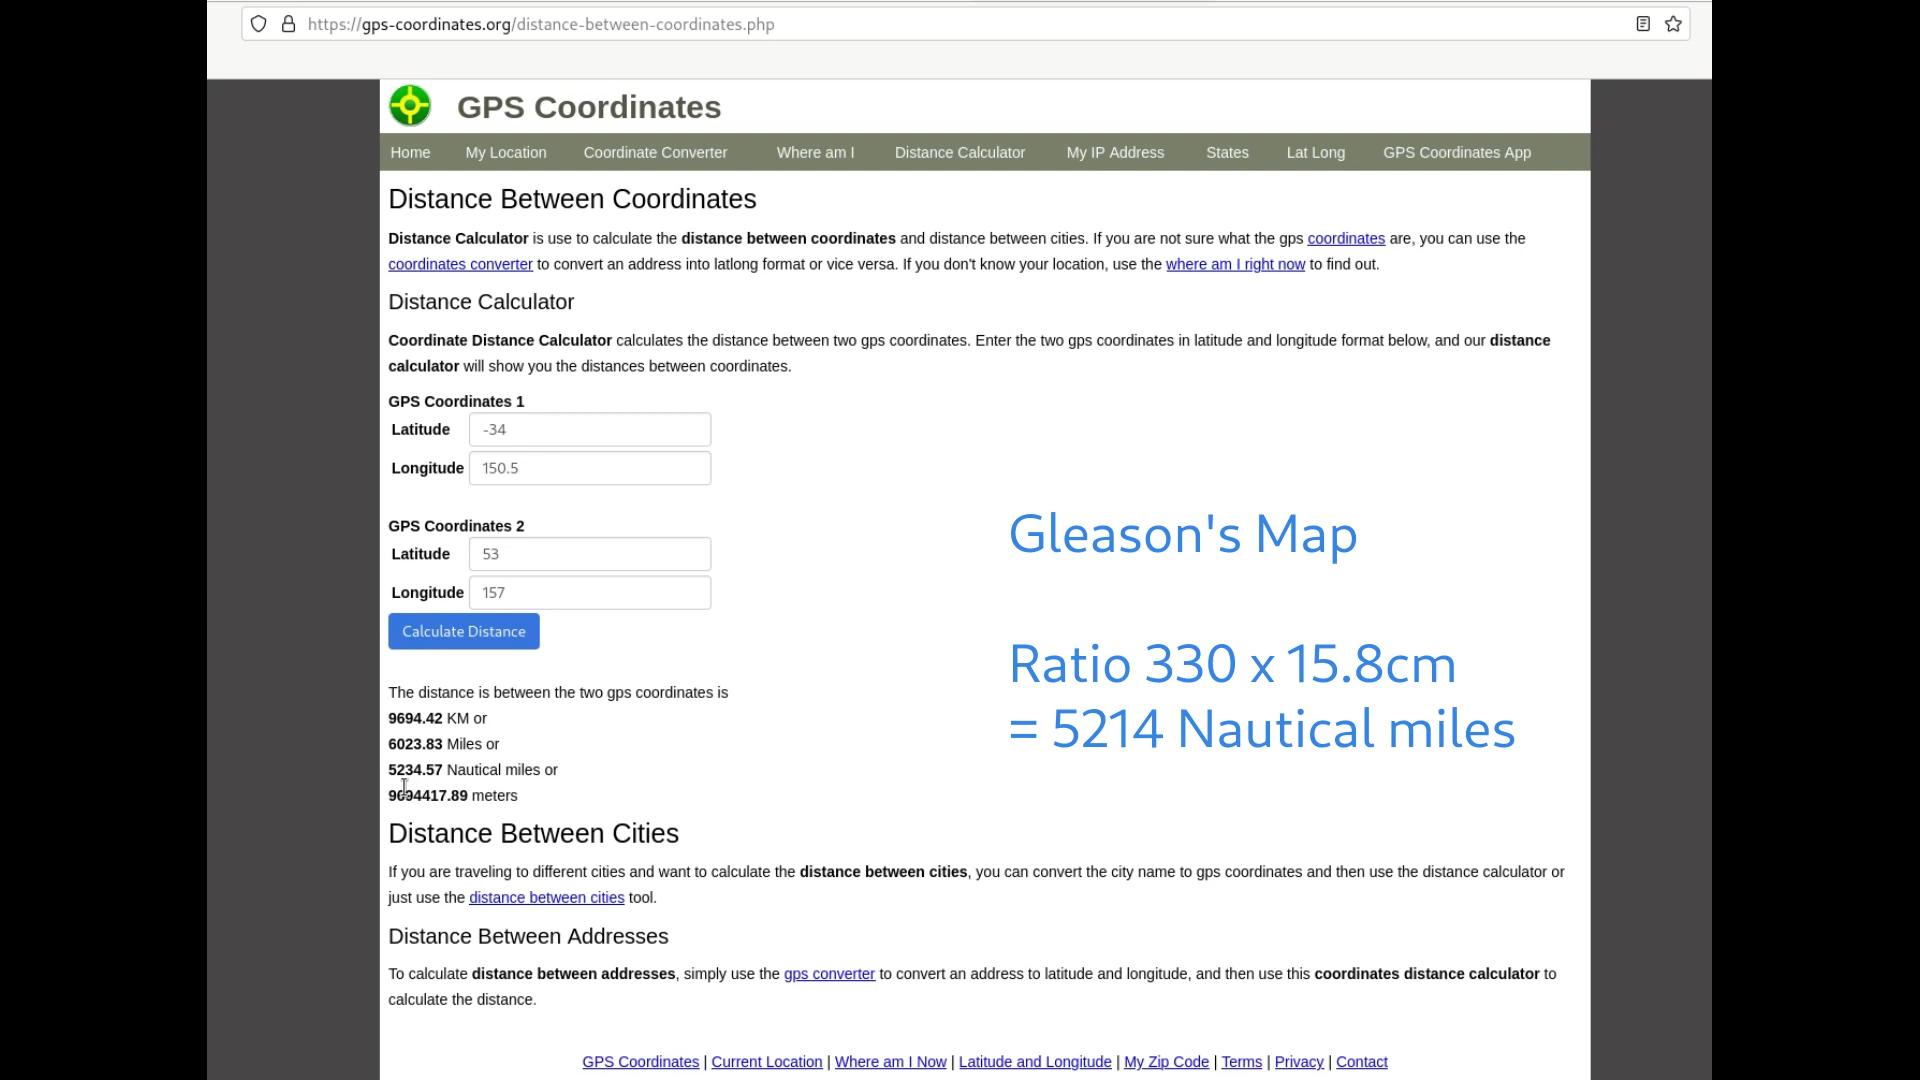 https://gps-coordinates.org/distance-between-coordinates.php
GPS Coordinates
Home My Location Coordinate Converter Where am I Distance Calculator My IP Address States Lat Long GPS Coordinates App
Distance Between Coordinates
Distance Calculator is use to calculate the distance between coordinates and distance between cities. If you are not sure what the gps coordinates are, you can use the
coordinates converter to convert an address into latlong format or vice versa. If you don't know your location, use the where am I right now to find out.
Distance Calculator
Coordinate Distance Calculator calculates the distance between two gps coordinates. Enter the two gps coordinates in latitude and longitude format below, and our distance
calculator will show you the distances between coordinates.
GPS Coordinates 1
Latitude -34
Longitude 150.5
GPS Coordinates 2
Latitude 53
Longitude 157
Calculate Distance
Gleason's Map
Ratio 330 x 15.8cm
= 5214 Nautical miles
The distance is between the two gps coordinates is
9694.42 KM or
6023.83 Miles or
5234.57 Nautical miles or
9694417.89 meters
Distance Between Cities
If you are traveling to different cities and want to calculate the distance between cities, you can convert the city name to gps coordinates and then use the distance calculator or
just use the distance between cities tool.
Distance Between Addresses
To calculate distance between addresses, simply use the gps converter to convert an address to latitude and longitude, and then use this coordinates distance calculator to
calculate the distance.
GPS Coordinates | Current Location | Where am I Now | Latitude and Longitude | My Zip Code | Terms | Privacy | Contact